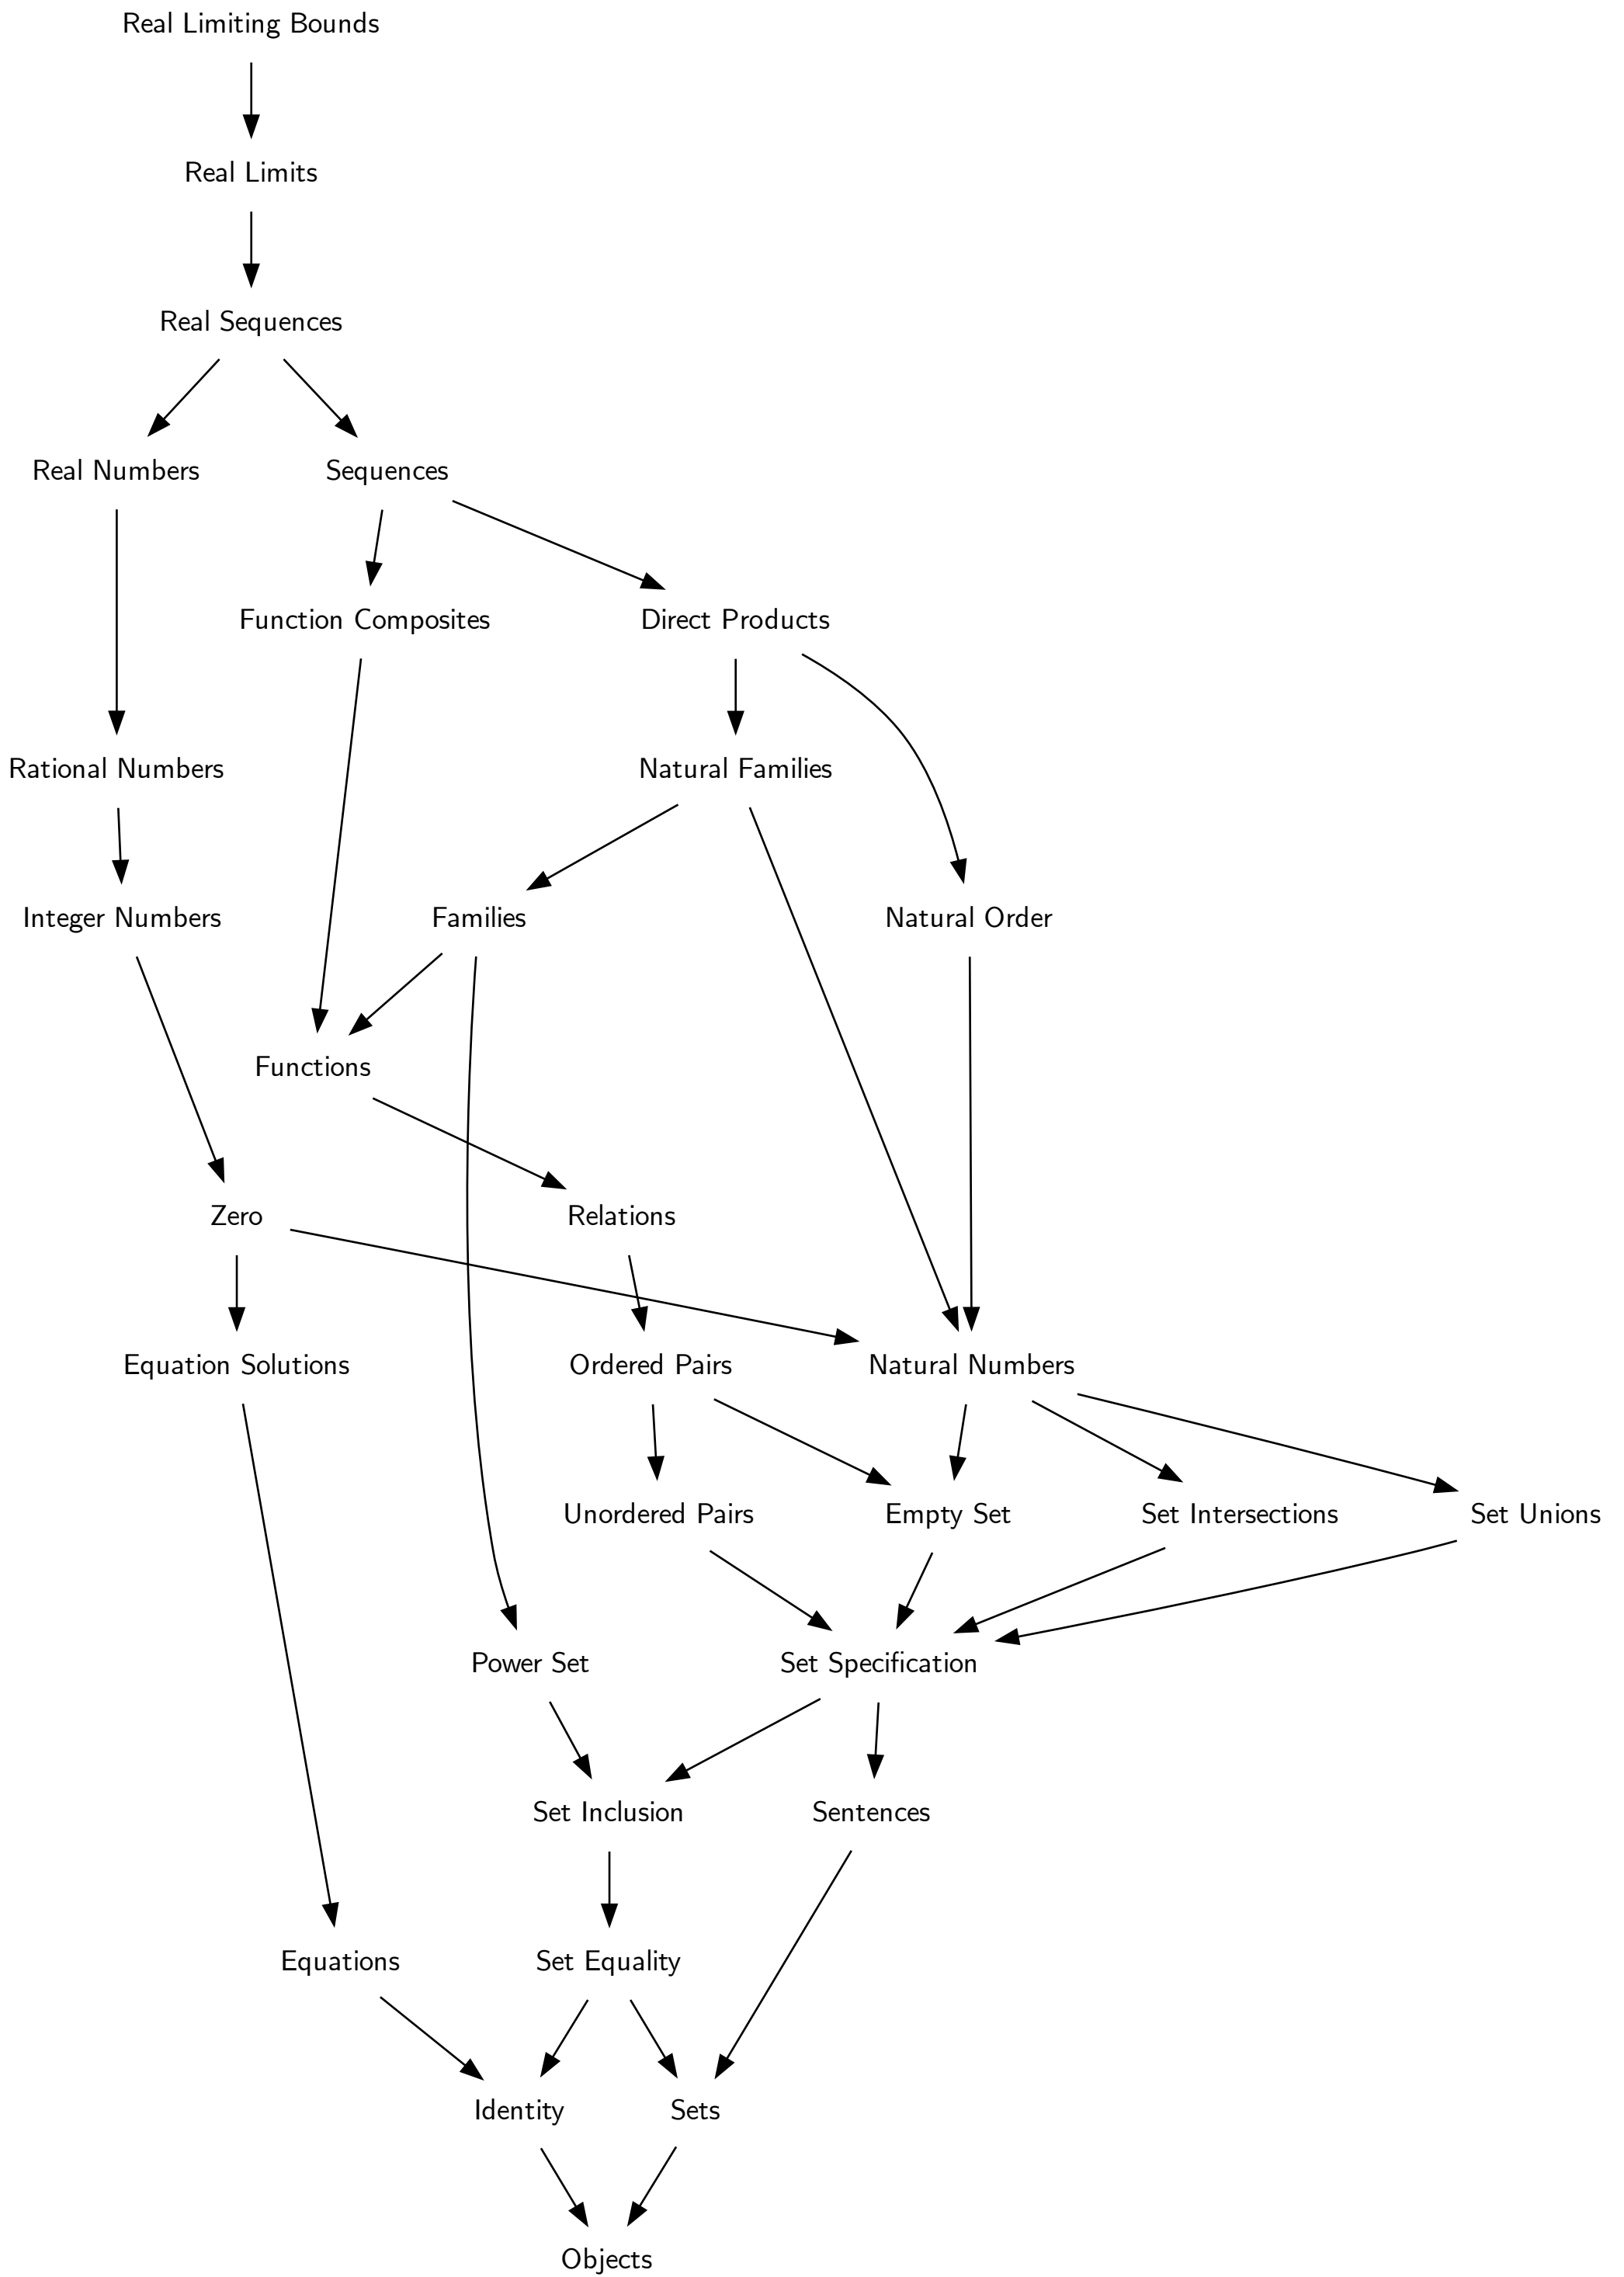 Real Limiting Bounds
Real Limits
Real Sequences
Real Numbers
Sequences
Function Composites
Direct Products
Rational Numbers
Natural Families
Integer Numbers
Families
Natural Order
Functions
Zero
Relations
Equation Solutions
Ordered Pairs
Natural Numbers
Unordered Pairs
Empty Set
Set Intersections
Set Unions
Power Set
Set Specification
Set Inclusion
Sentences
Equations
Set Equality
Identity
Sets
Objects